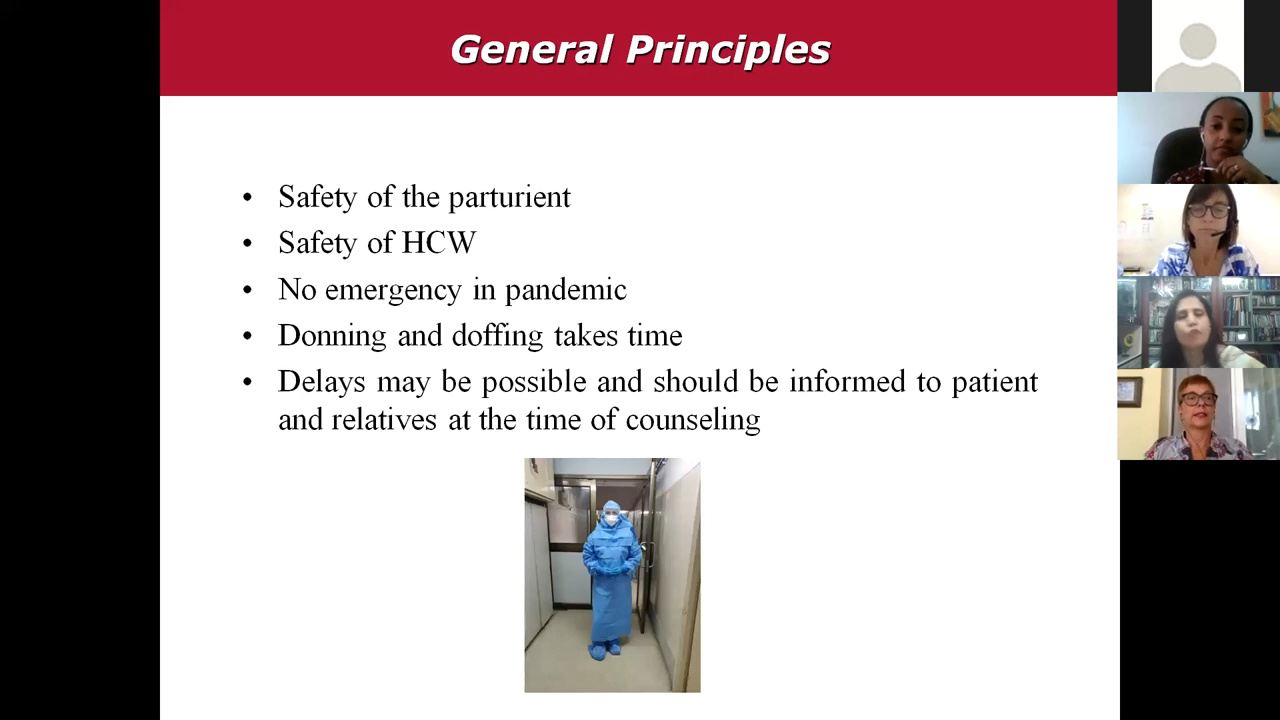 General Principles
• Safety of the parturient
• Safety of HCW
• No emergency in pandemic
• Donning and doffing takes time
• Delays may be possible and should be informed to patient
and relatives at the time of counseling